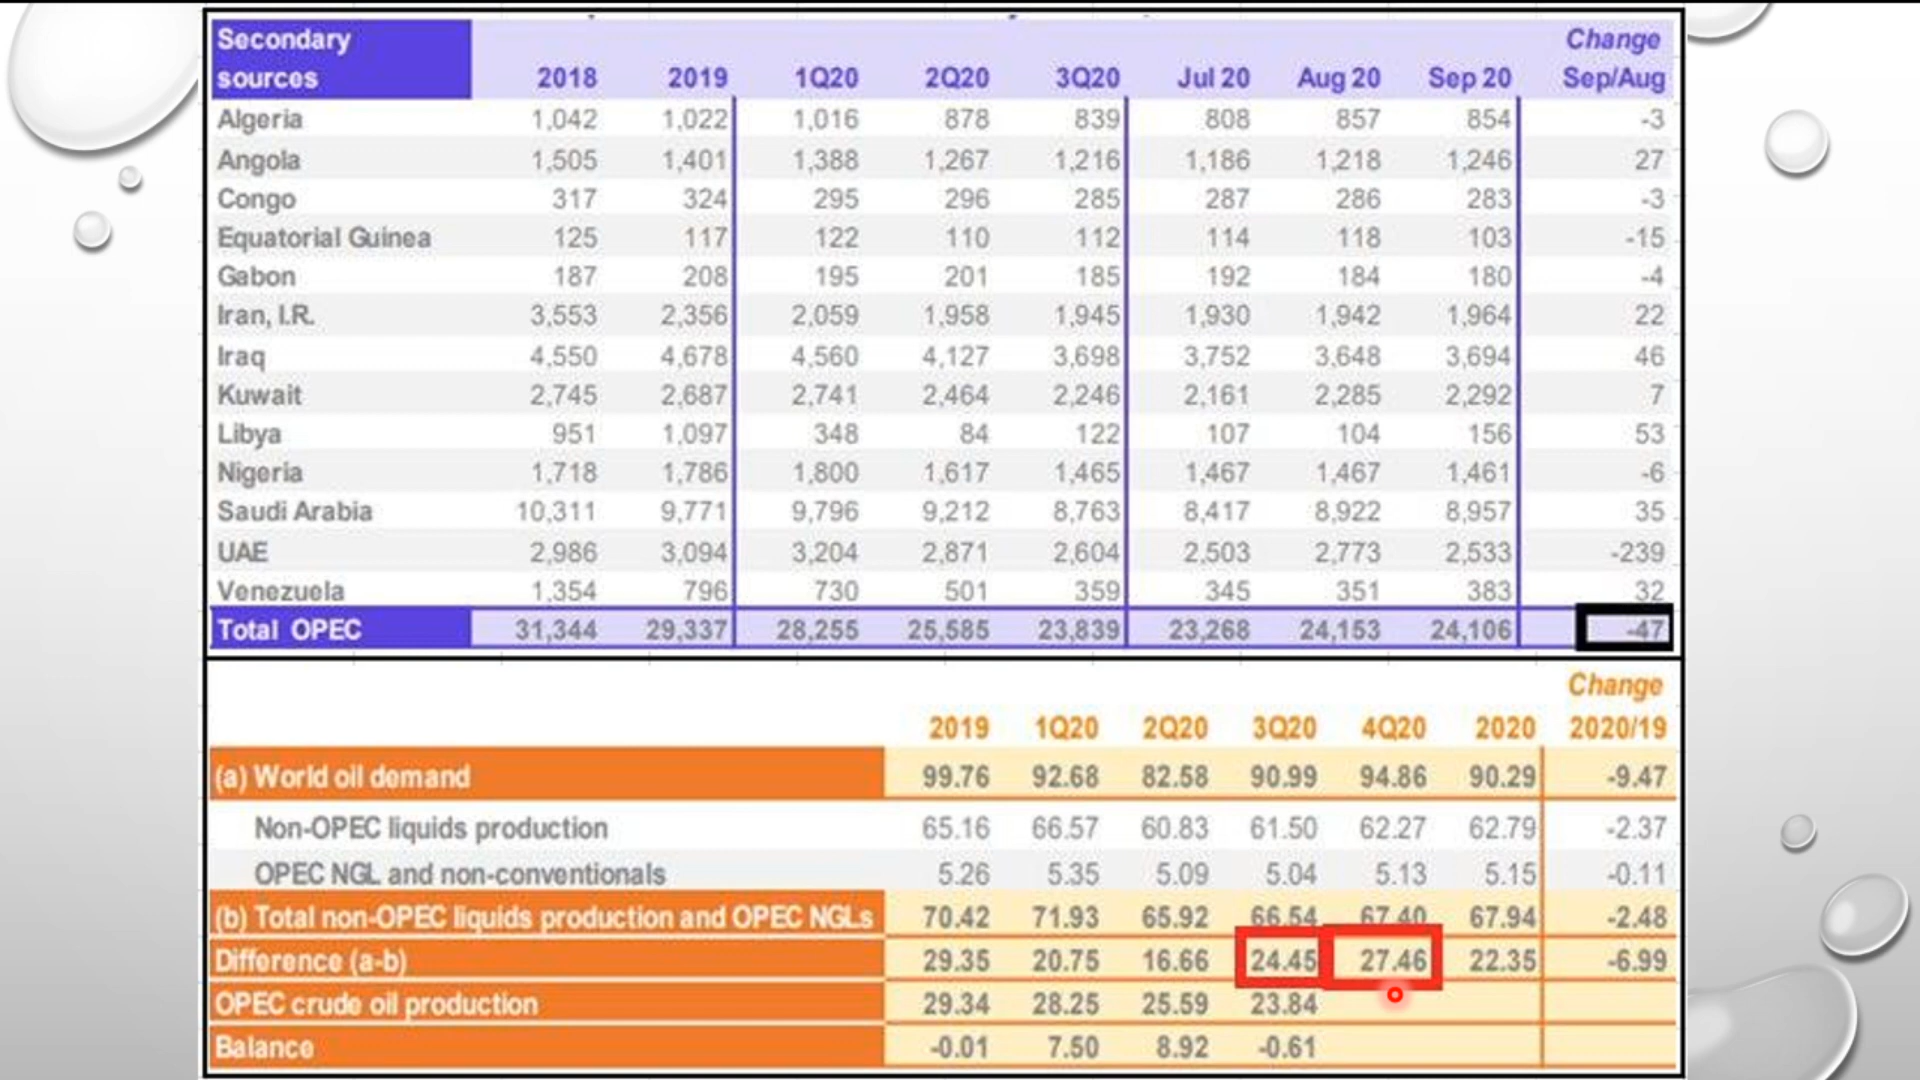 Secondary sources 2018 2019 1Q20 2Q20 3Q20 Jul 20 Aug 20 Sep 20 Change Sep/Aug
Algeria 1,042 1,022 1,016 878 839 808 857 854 -3
Angola 1,505 1,401 1,388 1,267 1,216 1,186 1,218 1,246 27
Congo 317 324 295 296 285 287 286 283 -3
Equatorial Guinea 125 117 122 110 112 114 118 103 -15
Gabon 187 208 195 201 185 192 184 180 -4
Iran, I.R. 3,553 2,356 2,059 1,958 1,945 1,930 1,942 1,964 22
Iraq 4,550 4,678 4,560 4,127 3,698 3,752 3,648 3,694 46
Kuwait 2,745 2,687 2,741 2,464 2,246 2,161 2,285 2,292 7
Libya 951 1,097 348 84 122 107 104 156 53
Nigeria 1,718 1,786 1,800 1,617 1,465 1,467 1,467 1,461 -6
Saudi Arabia 10,311 9,771 9,796 9,212 8,763 8,417 8,922 8,957 35
UAE 2,986 3,094 3,204 2,871 2,604 2,503 2,773 2,533 -239
Venezuela 1,354 796 730 501 359 345 351 383 32
Total OPEC 31,344 29,337 28,255 25,585 23,839 23,268 24,153 24,106 -47
Change
2019 1Q20 2Q20 3Q20 4Q20 2020 2020/19
(a) World oil demand 99.76 92.68 82.58 90.99 94.86 90.29 -9.47
Non-OPEC liquids production 65.16 66.57 60.83 61.50 62.27 62.79 -2.37
OPEC NGL and non-conventionals 5.26 5.35 5.09 5.04 5.13 5.15 -0.11
(b) Total non-OPEC liquids production and OPEC NGLs 70.42 71.93 65.92 66.54 67.40 67.94 -2.48
Difference (a-b) 29.35 20.75 16.66 24.45 27.46 22.35 -6.99
OPEC crude oil production 29.34 28.25 25.59 23.84
Balance -0.01 7.50 8.92 -0.61